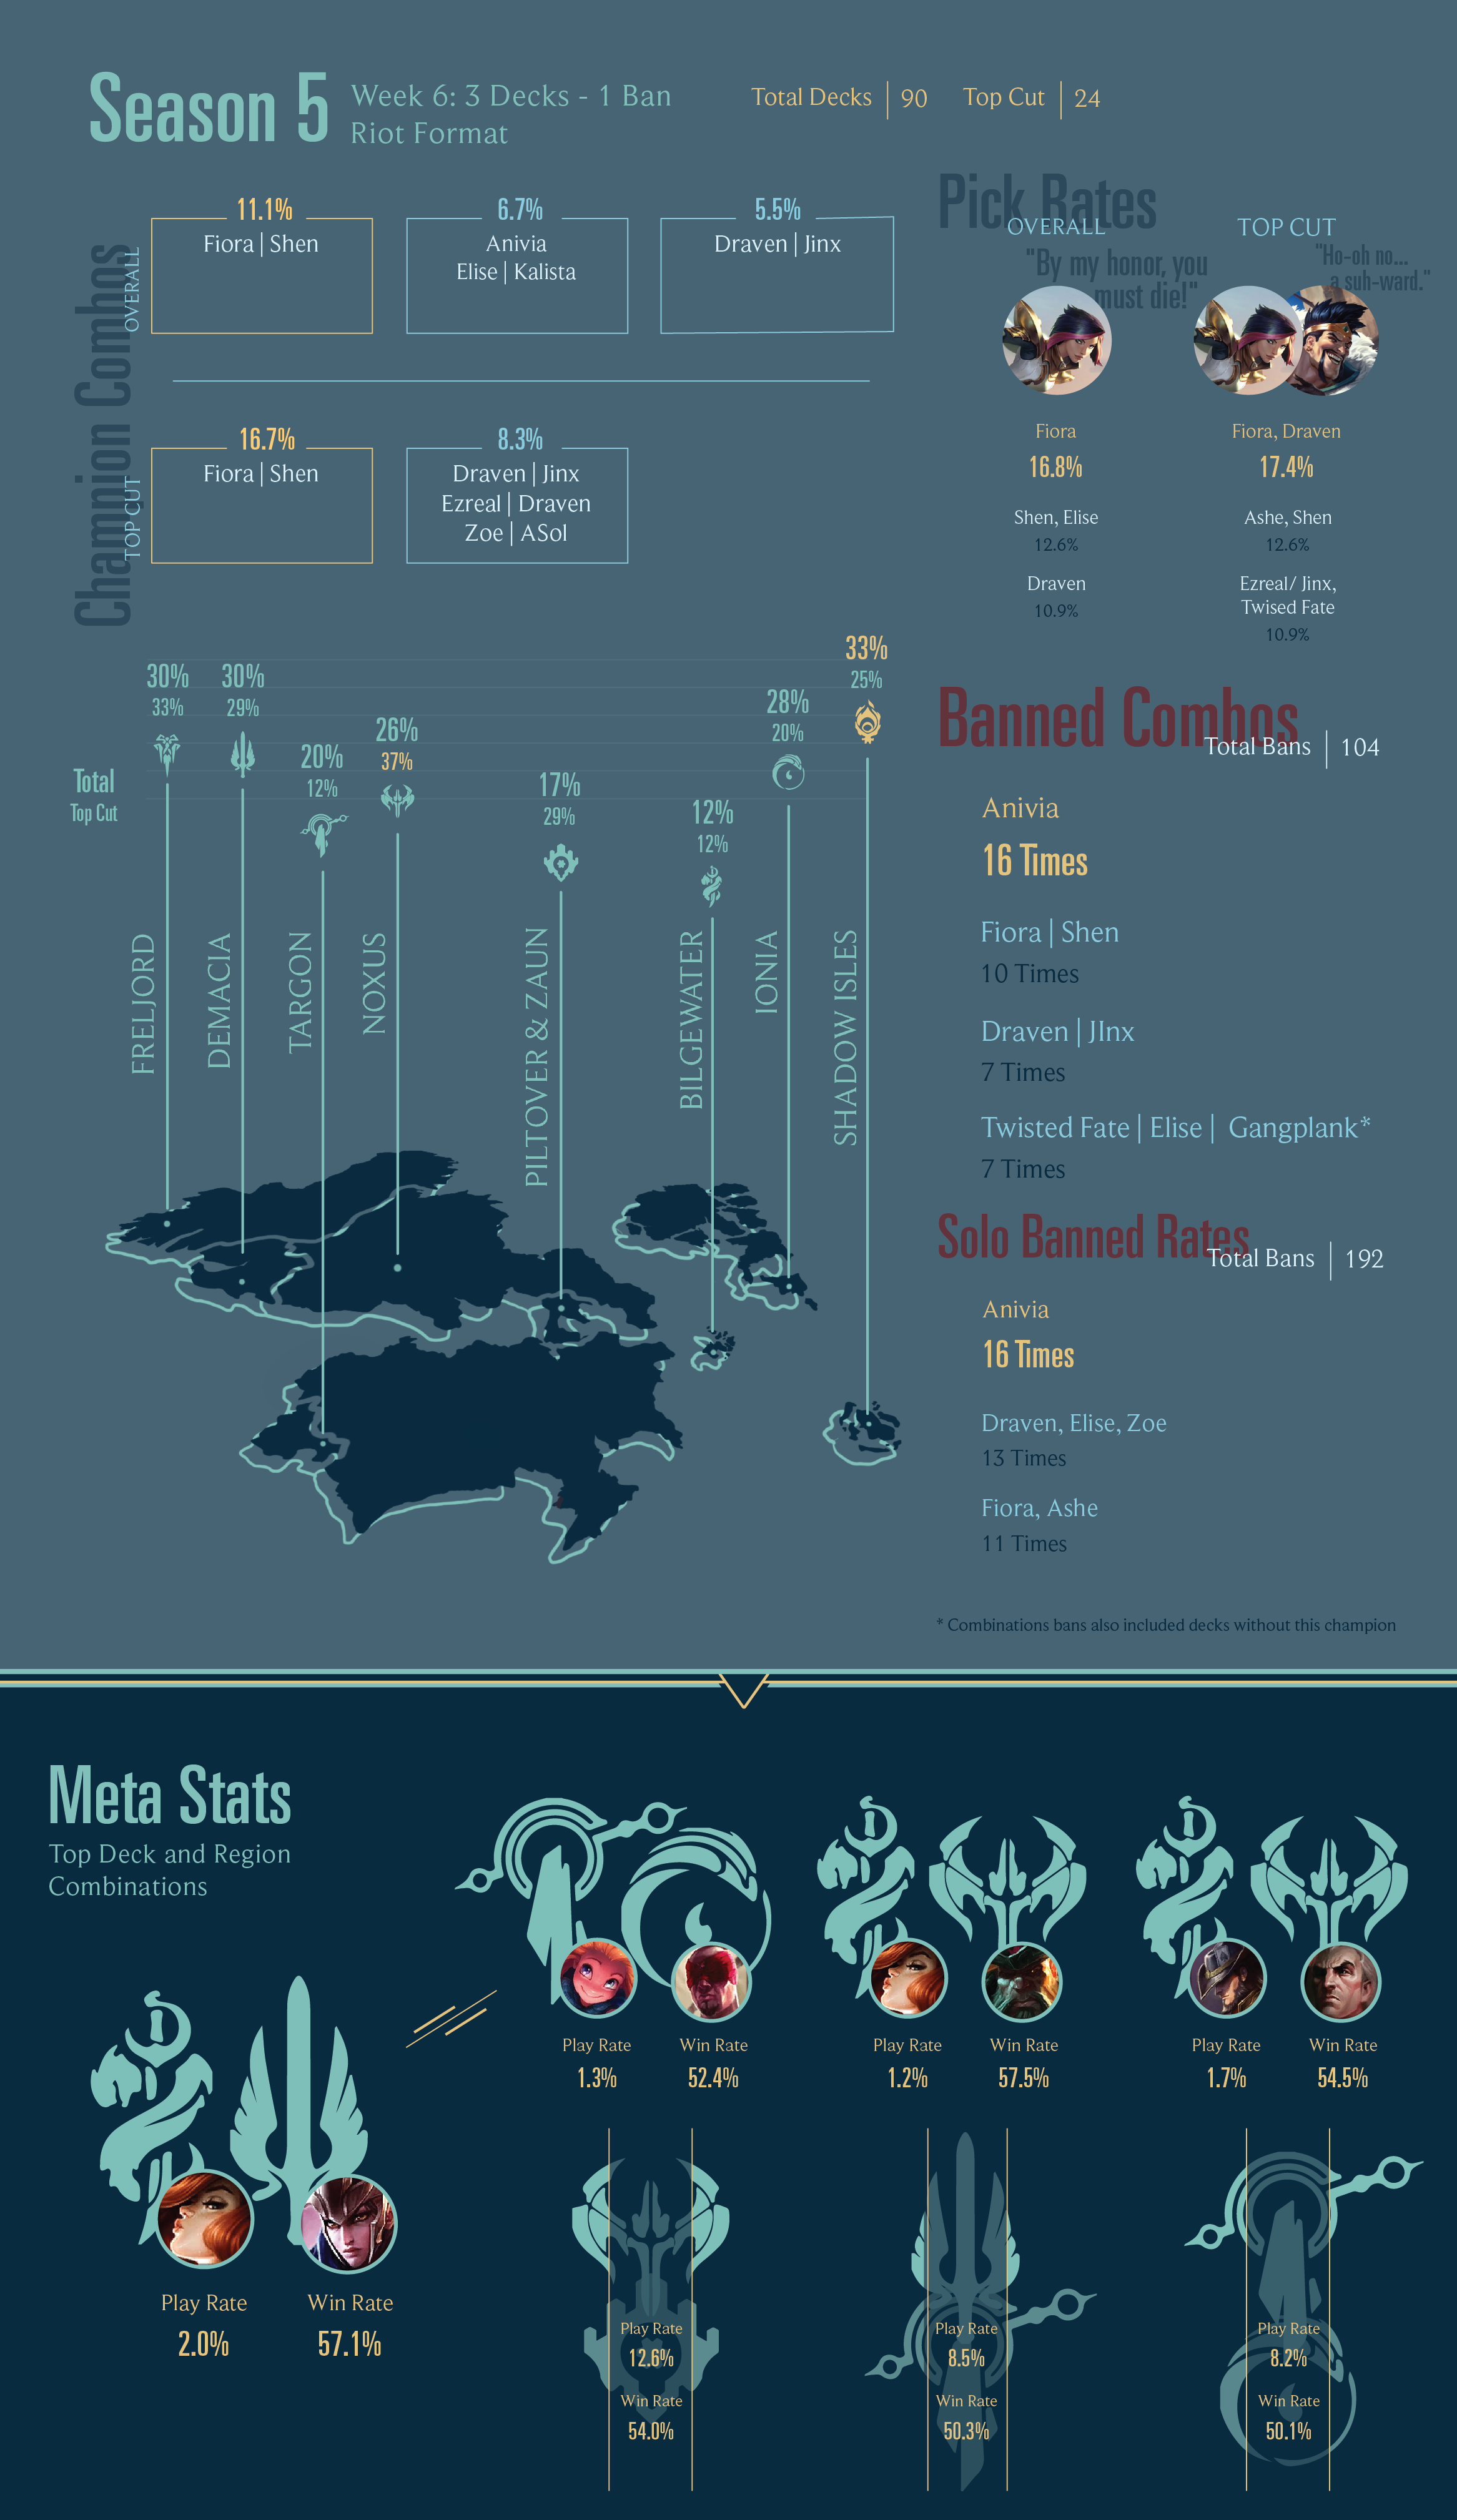 Season 5
Week 6: 3 Decks - 1 Ban
Riot Format
Total Decks | 90
Top Cut | 24
Champion Combos
OVERALL
11.1%
Fiora | Shen
6.7%
Anivia
Elise | Kalista
5.5%
Draven | Jinx
TOP CUT
16.7%
Fiora | Shen
8.3%
Draven | Jinx
Ezreal | Draven
Zoe | ASol
Pick Rates
OVERALL
"By my honor, you
must die!"
Fiora
16.8%
Shen, Elise
12.6%
Draven
10.9%
TOP CUT
"Ho-oh no...
a suh-ward."
Fiora, Draven
17.4%
Ashe, Shen
12.6%
Ezreal/ Jinx,
Twised Fate
10.9%
Total
Top Cut
30%
33%
FRELJORD
30%
29%
DEMACIA
20%
12%
TARGON
26%
37%
NOXUS
17%
29%
PILTOVER & ZAUN
12%
12%
BILGEWATER
28%
20%
IONIA
33%
25%
SHADOW ISLES
Banned Combos
Total Bans | 104
Anivia
16 Times
Fiora | Shen
10 Times
Draven | JInx
7 Times
Twisted Fate | Elise | Gangplank*
7 Times
Solo Banned Rates
Total Bans | 192
Anivia
16 Times
Draven, Elise, Zoe
13 Times
Fiora, Ashe
11 Times
* Combinations bans also included decks without this champion
Meta Stats
Top Deck and Region
Combinations
Play Rate
2.0%
Win Rate
57.1%
Play Rate
1.3%
Win Rate
52.4%
Play Rate
1.2%
Win Rate
57.5%
Play Rate
1.7%
Win Rate
54.5%
Play Rate
12.6%
Win Rate
54.0%
Play Rate
8.5%
Win Rate
50.3%
Play Rate
8.2%
Win Rate
50.1%